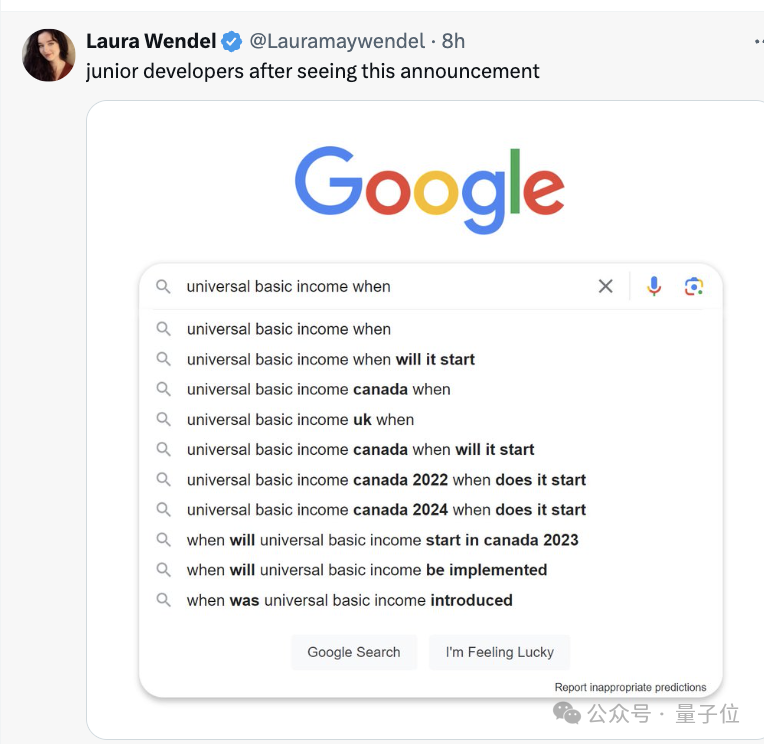 Laura Wendel @Lauramaywendel · 8h
junior developers after seeing this announcement
Google
universal basic income when
universal basic income when
universal basic income when will it start
universal basic income canada when
universal basic income uk when
universal basic income canada when will it start
universal basic income canada 2022 when does it start
universal basic income canada 2024 when does it start
when will universal basic income start in canada 2023
when will universal basic income be implemented
when was universal basic income introduced
Google Search I'm Feeling Lucky
Report inappropriate predictions
公众号 · 量子位